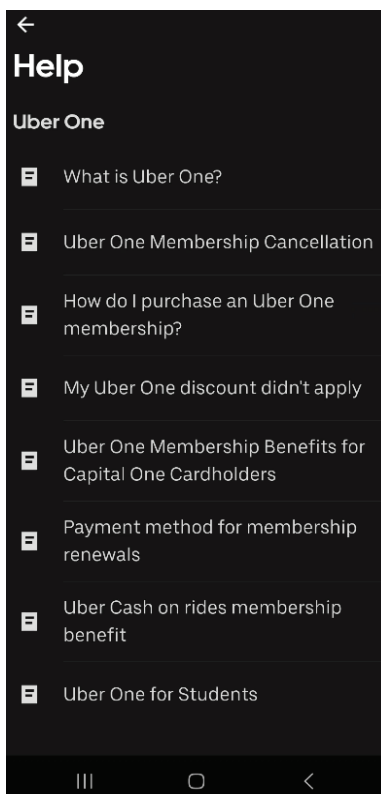 Help
Uber One
What is Uber One?
Uber One Membership Cancellation
How do I purchase an Uber One
membership?
My Uber One discount didn't apply
Uber One Membership Benefits for
Capital One Cardholders
Payment method for membership
renewals
Uber Cash on rides membership
benefit
Uber One for Students